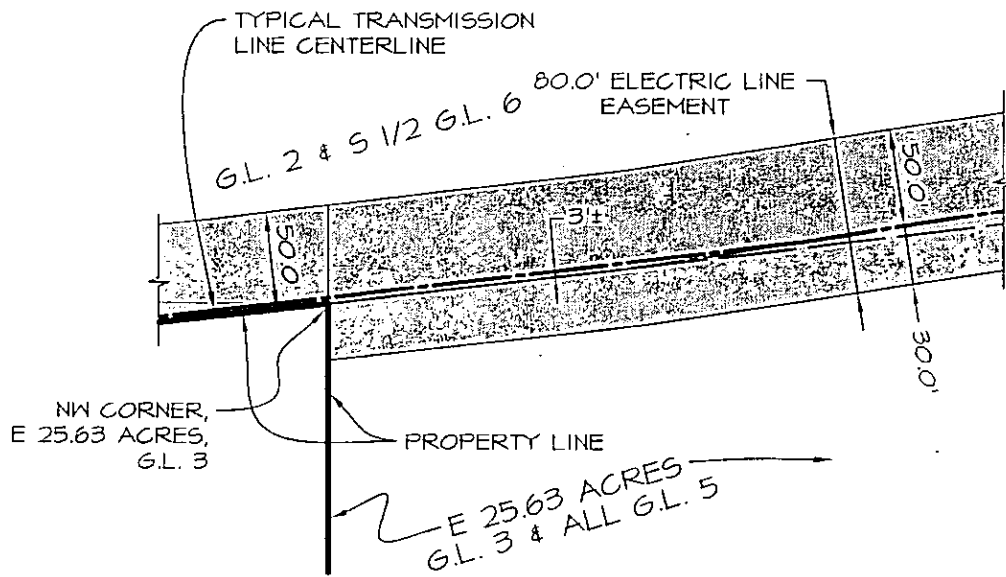 TYPICAL TRANSMISSION
LINE CENTERLINE
80.0' ELECTRIC LINE
EASEMENT
G.L. 2 & S 1/2 G.L. 6
50.0
50.0
3'±
30.0'
NW CORNER,
E 25.63 ACRES,
G.L. 3
PROPERTY LINE
E 25.63 ACRES
G.L. 3 & ALL G.L. 5